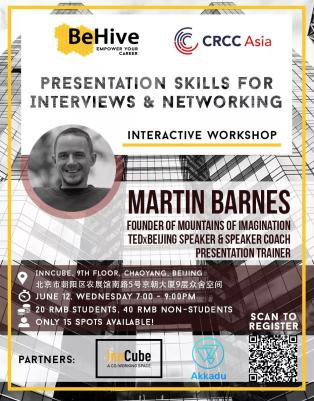 BeHive
EMPOWER YOUR
CAREER
CRCC Asia
PRESENTATION SKILLS FOR
INTERVIEWS & NETWORKING
INTERACTIVE WORKSHOP
MARTIN BARNES
FOUNDER OF MOUNTAINS OF IMAGINATION
TEDxBEIJING SPEAKER & SPEAKER COACH
PRESENTATION TRAINER
INNCUBE, 9TH FLOOR, CHAOYANG, BEIJING
北京市朝阳区农展馆南路5号京朝大厦9层众舍空间
JUNE 12, WEDNESDAY 7:00 - 9:00PM
20 RMB STUDENTS, 40 RMB NON-STUDENTS
ONLY 15 SPOTS AVAILABLE!
SCAN TO
REGISTER
PARTNERS:
InnCube
A CO-WORKING SPACE
Akkadu